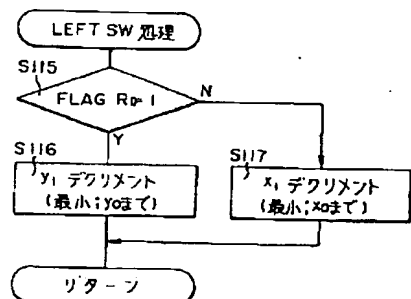 LEFT SW 処理
S115
FLAG RD=1
N
Y
S116
y₁ デクリメント
(最小;y₀まで)
S117
x₁ デクリメント
(最小;x₀まで)
リターン